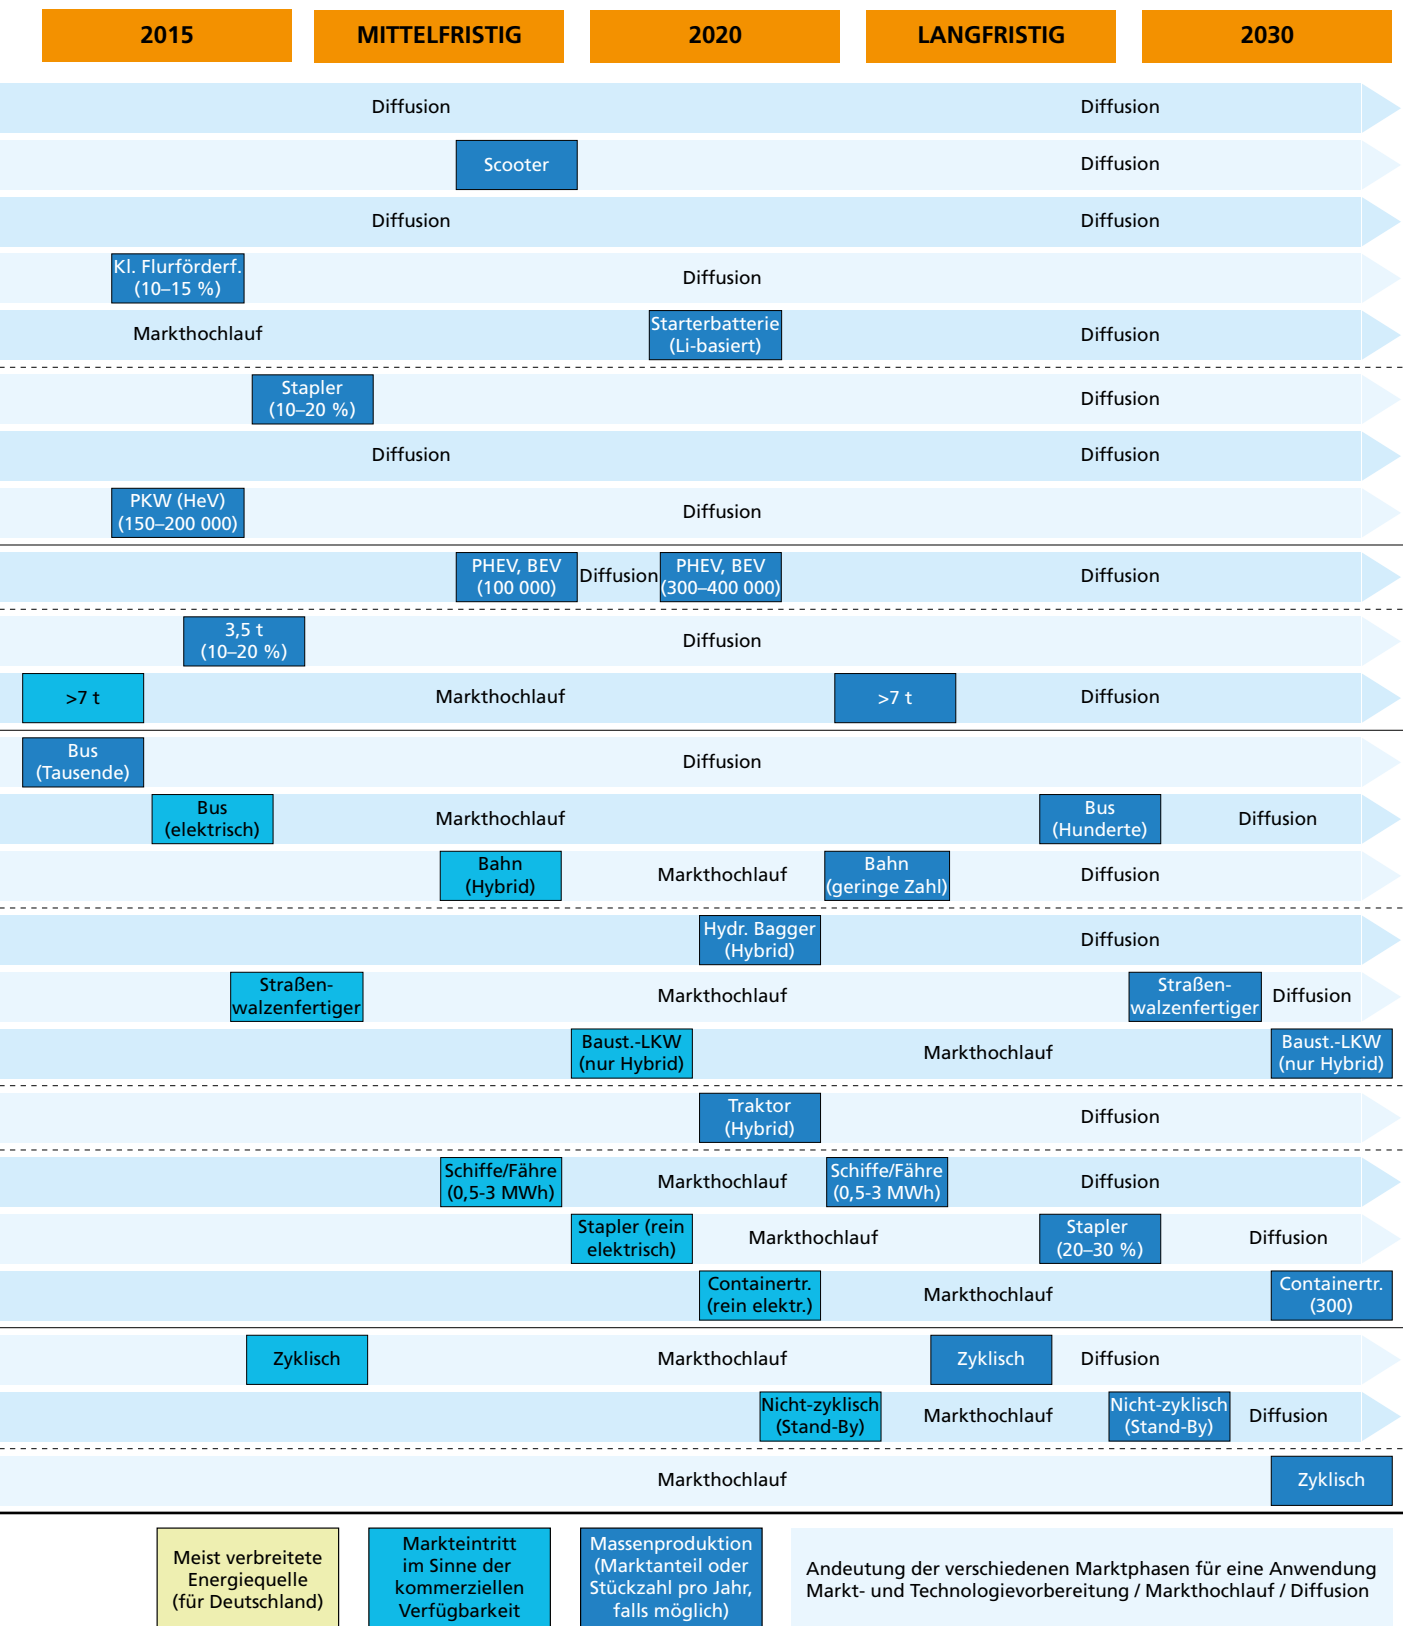 2015
MITTELFRISTIG
2020
LANGFRISTIG
2030
Diffusion
Diffusion
Scooter
Diffusion
Diffusion
Diffusion
Kl. Flurförderf.
(10–15 %)
Diffusion
Markthochlauf
Starterbatterie
(Li-basiert)
Diffusion
Stapler
(10–20 %)
Diffusion
Diffusion
Diffusion
PKW (HeV)
(150–200 000)
Diffusion
PHEV, BEV
(100 000)
Diffusion
PHEV, BEV
(300–400 000)
Diffusion
3,5 t
(10–20 %)
Diffusion
>7 t
Markthochlauf
>7 t
Diffusion
Bus
(Tausende)
Diffusion
Bus
(elektrisch)
Markthochlauf
Bus
(Hunderte)
Diffusion
Bahn
(Hybrid)
Markthochlauf
Bahn
(geringe Zahl)
Diffusion
Hydr. Bagger
(Hybrid)
Diffusion
Straßen-
walzenfertiger
Markthochlauf
Straßen-
walzenfertiger
Diffusion
Baust.-LKW
(nur Hybrid)
Markthochlauf
Baust.-LKW
(nur Hybrid)
Traktor
(Hybrid)
Diffusion
Schiffe/Fähre
(0,5-3 MWh)
Markthochlauf
Schiffe/Fähre
(0,5-3 MWh)
Diffusion
Stapler (rein
elektrisch)
Markthochlauf
Stapler
(20–30 %)
Diffusion
Containertr.
(rein elektr.)
Markthochlauf
Containertr.
(300)
Zyklisch
Markthochlauf
Zyklisch
Diffusion
Nicht-zyklisch
(Stand-By)
Markthochlauf
Nicht-zyklisch
(Stand-By)
Diffusion
Markthochlauf
Zyklisch
Meist verbreitete
Energiequelle
(für Deutschland)
Markteintritt
im Sinne der
kommerziellen
Verfügbarkeit
Massenproduktion
(Marktanteil oder
Stückzahl pro Jahr,
falls möglich)
Andeutung der verschiedenen Marktphasen für eine Anwendung
Markt- und Technologievorbereitung / Markthochlauf / Diffusion